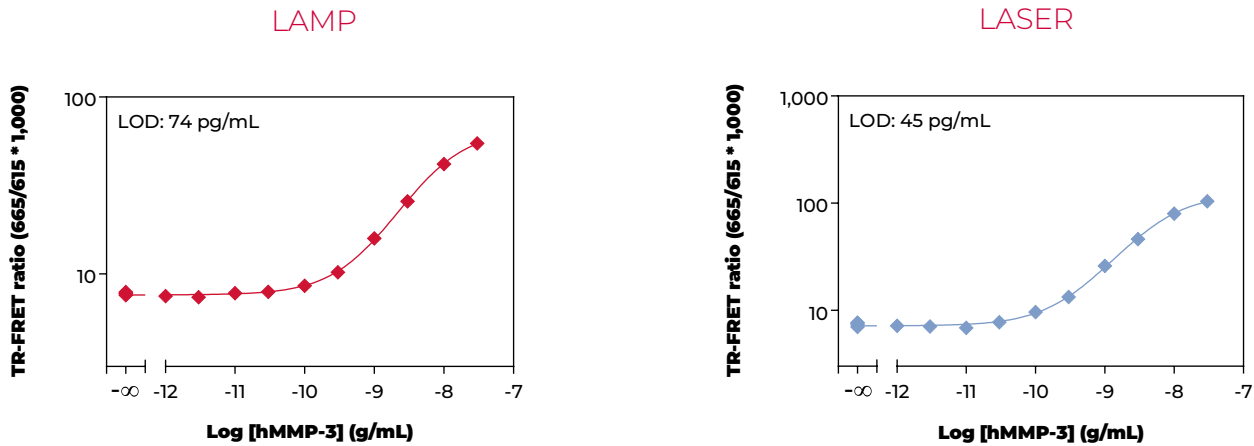 LAMP
TR-FRET ratio (665/615 * 1,000)
100
10
LOD: 74 pg/mL
-∞ -12 -11 -10 -9 -8 -7
Log [hMMP-3] (g/mL)
LASER
TR-FRET ratio (665/615 * 1,000)
1,000
100
10
LOD: 45 pg/mL
-∞ -12 -11 -10 -9 -8 -7
Log [hMMP-3] (g/mL)